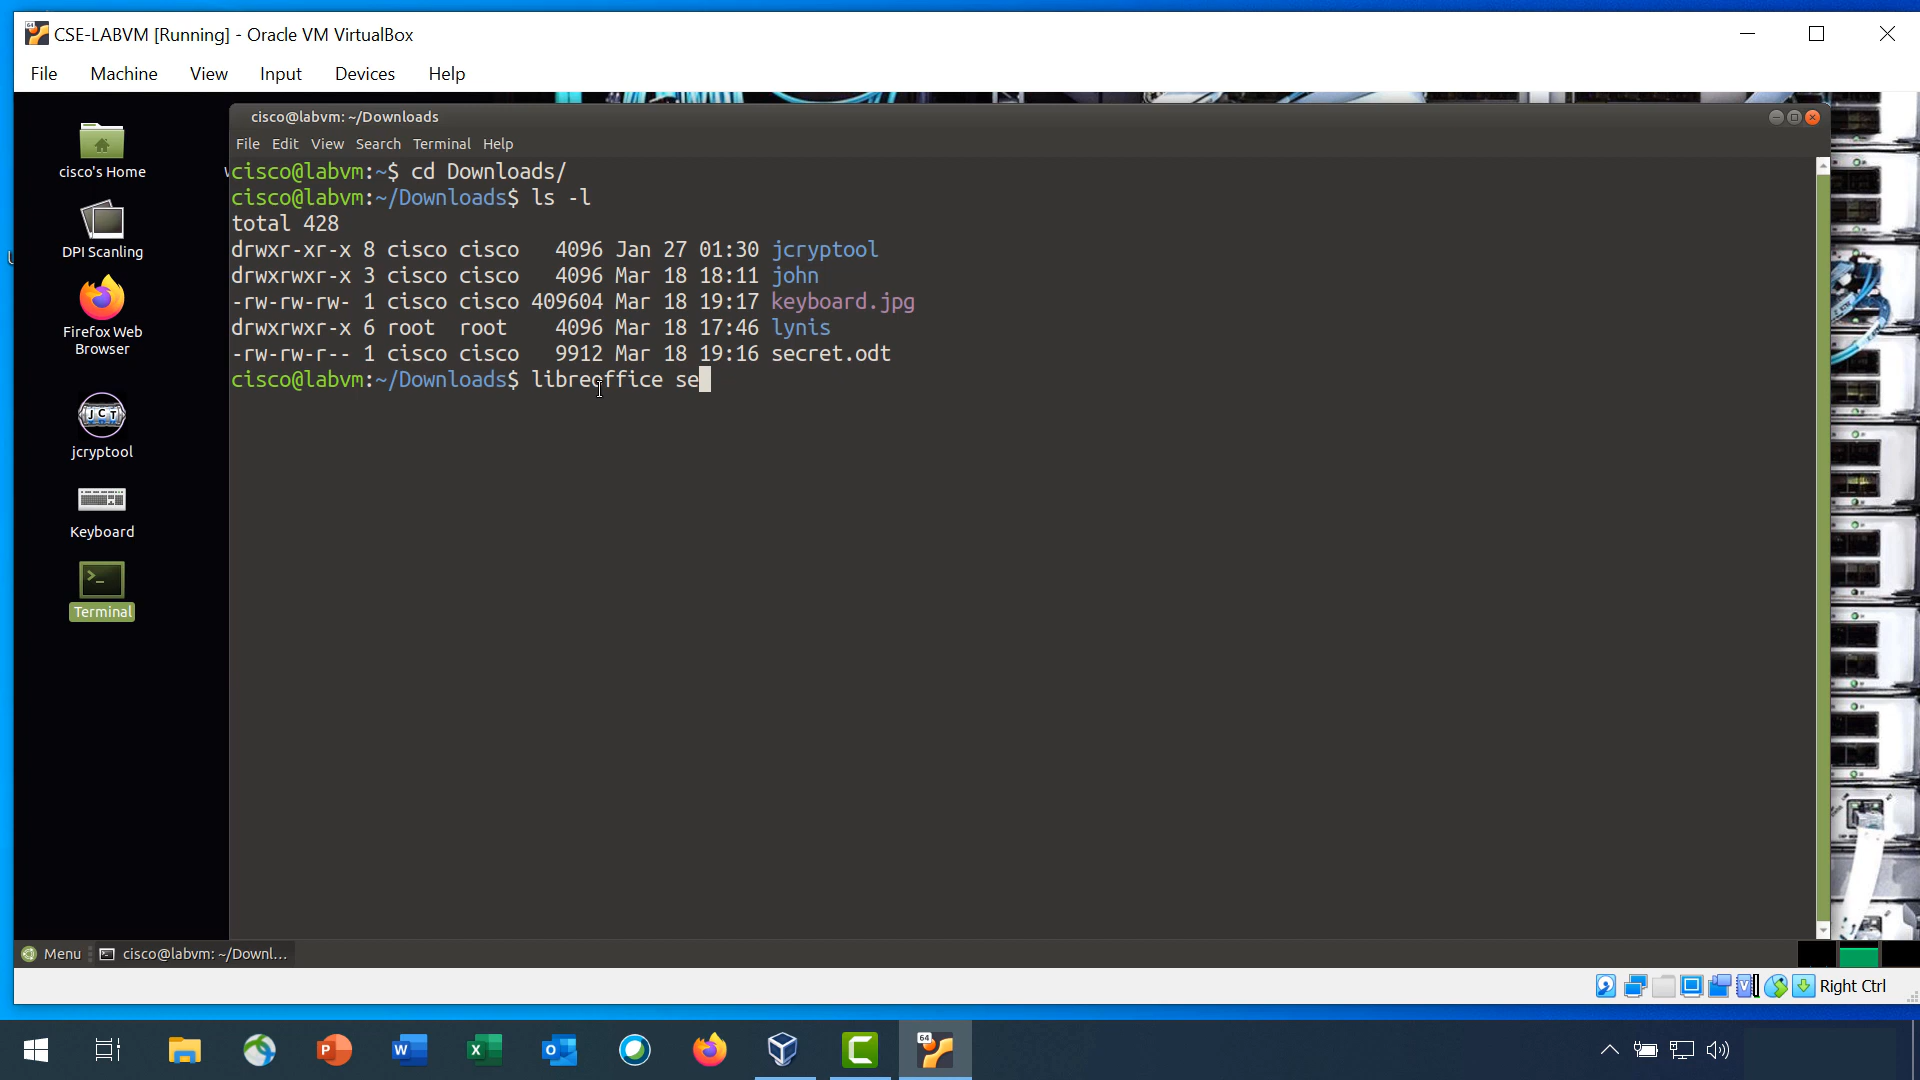 CSE-LABVM [Running] - Oracle VM VirtualBox
File Machine View Input Devices Help
cisco@labvm: ~/Downloads
File Edit View Search Terminal Help
cisco@labvm:~$ cd Downloads/
cisco@labvm:~/Downloads$ ls -l
total 428
drwxr-xr-x 8 cisco cisco 4096 Jan 27 01:30 jcryptool
drwxrwxr-x 3 cisco cisco 4096 Mar 18 18:11 john
-rw-rw-rw- 1 cisco cisco 409604 Mar 18 19:17 keyboard.jpg
drwxrwxr-x 6 root root 4096 Mar 18 17:46 lynis
-rw-rw-r-- 1 cisco cisco 9912 Mar 18 19:16 secret.odt
cisco@labvm:~/Downloads$ libreoffice se
cisco's Home
DPI Scanling
Firefox Web
Browser
JCT
jcryptool
Keyboard
>_
Terminal
Menu
cisco@labvm: ~/Downl...
Right Ctrl
64